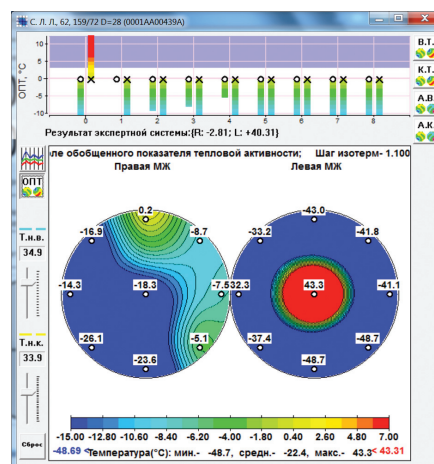 С. Л. Л., 62, 159/72 D=28 (0001AA00439A)
ОПТ, °C
10
5
0
-5
-10
0 1 2 3 4 5 6 7 8
В.Т.
К.Т.
А.В
А.К
Результат экспертной системы:{R: -2.81; L: +40.31}
ле обобщенного показателя тепловой активности; Шаг изотерм- 1.100
Правая МЖ Левая МЖ
ОПТ
Т.н.в.
34.9
Т.н.к.
33.9
Сброс
0.2 -43.0
-16.9 -8.7 -33.2 -41.8
-14.3 -18.3 -7.5 32.3 43.3 -41.1
-26.1 -5.1 -37.4 -48.7
-23.6 -48.7
-15.00 -12.80 -10.60 -8.40 -6.20 -4.00 -1.80 0.40 2.60 4.80 7.00
-48.69 < Температура(°C): мин.- -48.7, средн.- -22.4, макс.- 43.3 < 43.31